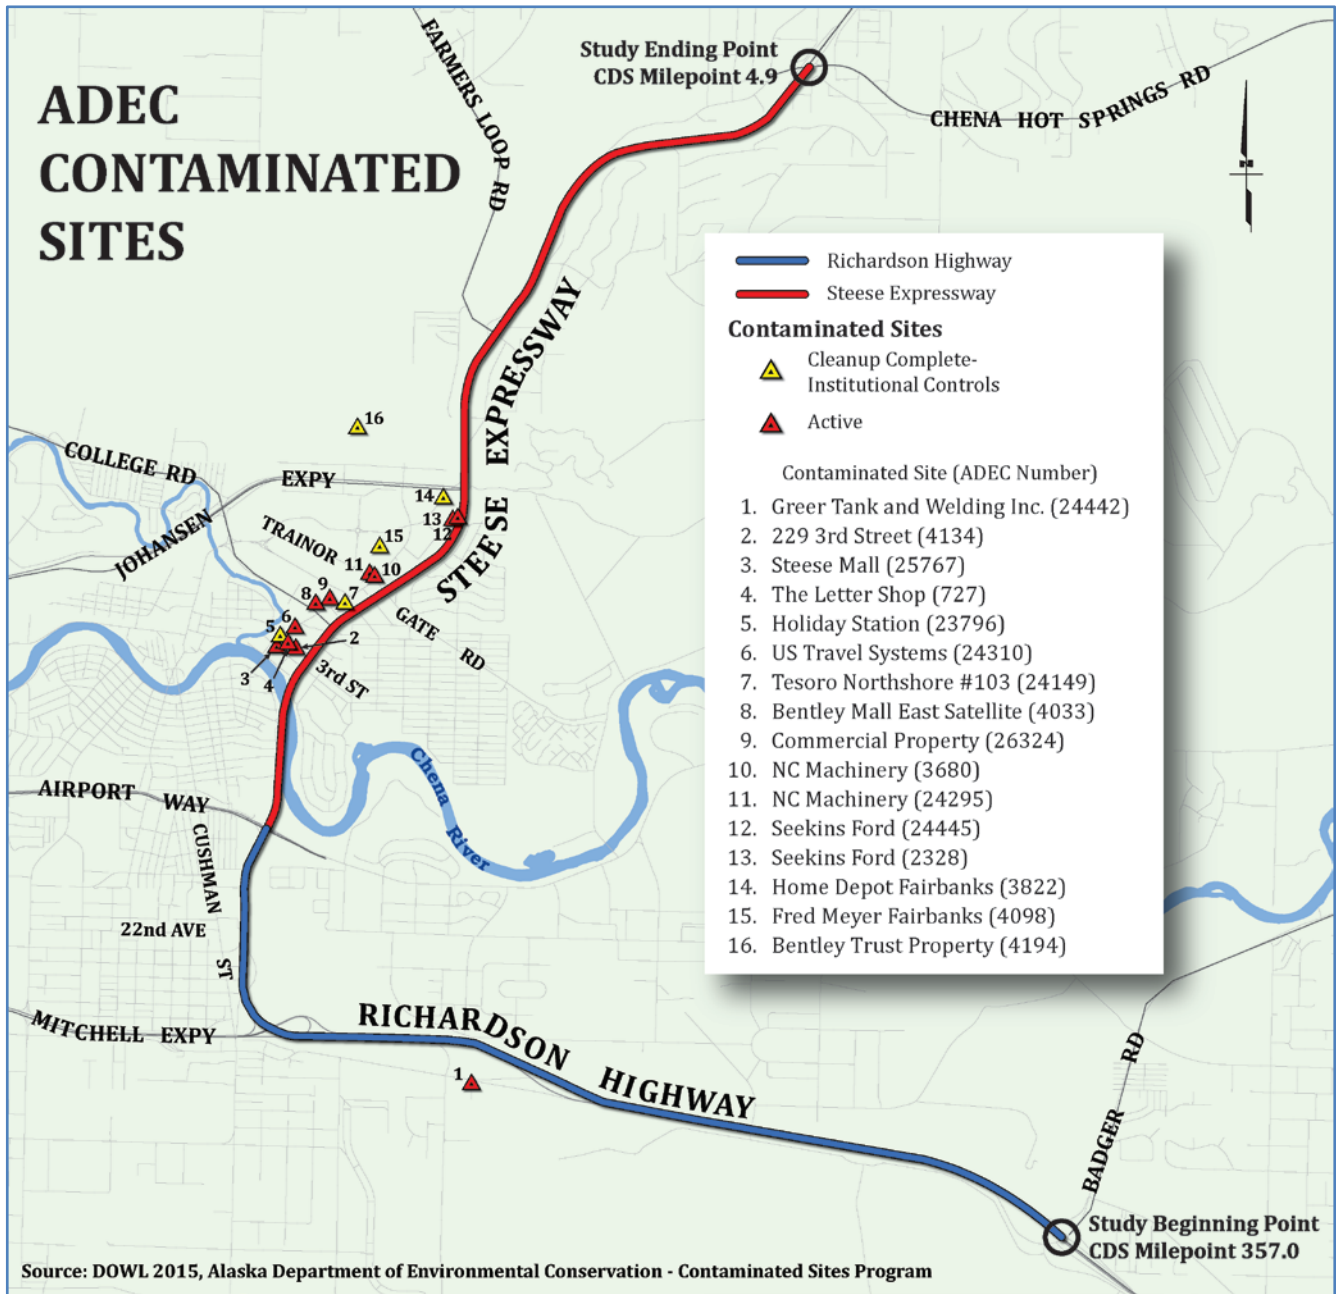 ADEC
CONTAMINATED
SITES
FARMERS LOOP RD
Study Ending Point
CDS Milepoint 4.9
CHENA HOT SPRINGS RD
Richardson Highway
Steese Expressway
Contaminated Sites
Cleanup Complete-
Institutional Controls
Active
Contaminated Site (ADEC Number)
1. Greer Tank and Welding Inc. (24442)
2. 229 3rd Street (4134)
3. Steese Mall (25767)
4. The Letter Shop (727)
5. Holiday Station (23796)
6. US Travel Systems (24310)
7. Tesoro Northshore #103 (24149)
8. Bentley Mall East Satellite (4033)
9. Commercial Property (26324)
10. NC Machinery (3680)
11. NC Machinery (24295)
12. Seekins Ford (24445)
13. Seekins Ford (2328)
14. Home Depot Fairbanks (3822)
15. Fred Meyer Fairbanks (4098)
16. Bentley Trust Property (4194)
STEESE EXPRESSWAY
16
COLLEGE RD
JOHANSEN EXPY
14
13
12
TRAINOR GATE RD
15
11
10
9
8
7
6
5
2
3
4
3rd ST
Chena River
AIRPORT WAY
CUSHMAN ST
22nd AVE
MITCHELL EXPY
RICHARDSON HIGHWAY
1
BADGER RD
Study Beginning Point
CDS Milepoint 357.0
Source: DOWL 2015, Alaska Department of Environmental Conservation - Contaminated Sites Program